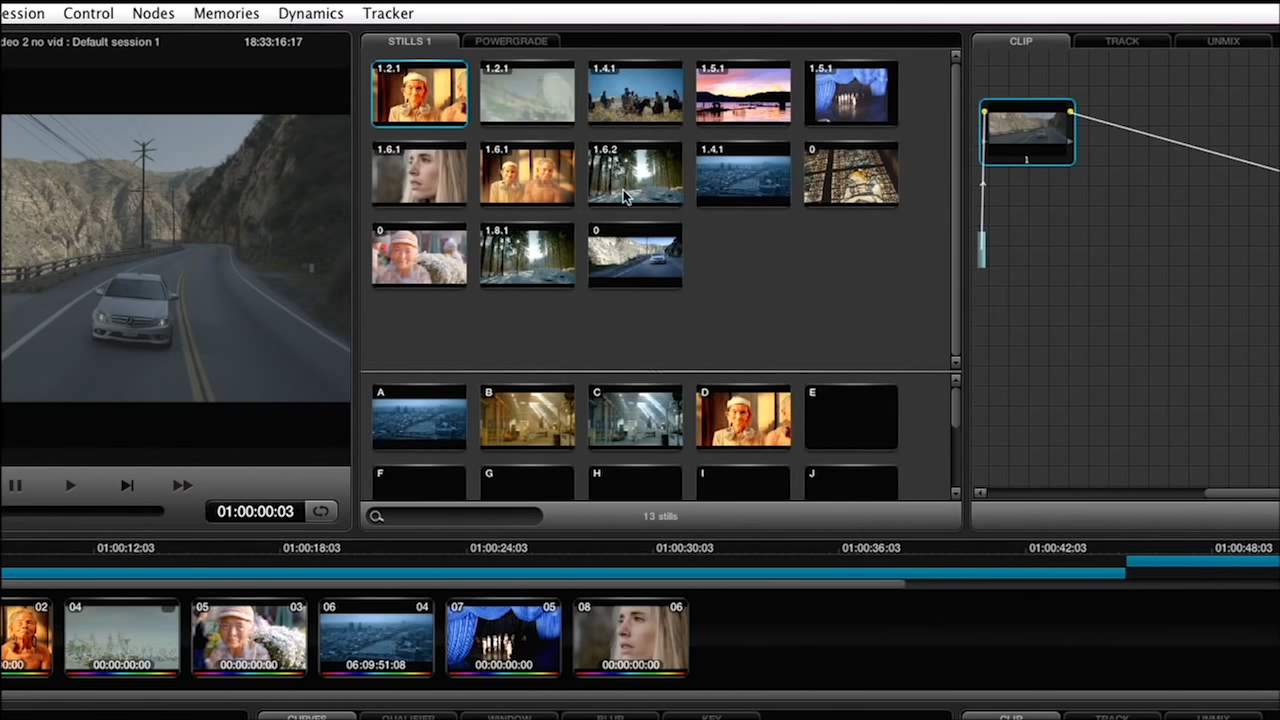 ession Control Nodes Memories Dynamics Tracker
deo 2 no vid : Default session 1 18:33:16:17
STILLS 1 POWERGRADE
CLIP TRACK UNMIX
1.2.1 1.2.1 1.4.1 1.5.1 1.5.1
1
1.6.1 1.6.1 1.6.2 1.4.1 0
0 1.8.1 0
A B C D E
F G H I J
01:00:00:03
13 stills
01:00:12:03 01:00:18:03 01:00:24:03 01:00:30:03 01:00:36:03 01:00:42:03 01:00:48:03
02 04 05 03 06 04 07 05 08 06
0:00 00:00:00:00 00:00:00:00 06:09:51:08 00:00:00:00 00:00:00:00
CURVES QUALIFIER WINDOW BLUR KEY CLIP TRACK UNMIX